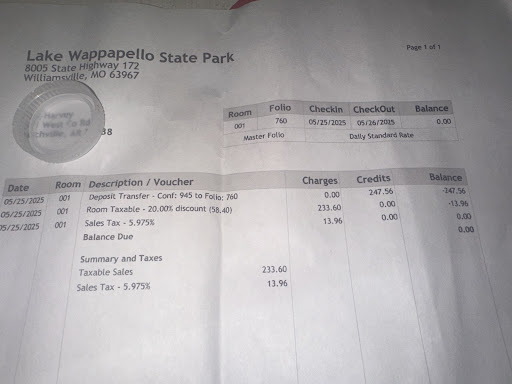 Page 1 of 1
Lake Wappapello State Park
8005 State Highway 172
Williamsville, MO 63967
Harvey
West Co Rd
38
Room Folio CheckIn CheckOut Balance
001 760 05/25/2025 05/26/2025 0.00
Master Folio Daily Standard Rate
Date Room Description / Voucher Charges Credits Balance
05/25/2025 001 Deposit Transfer - Conf: 945 to Folio: 760 0.00 247.56 -247.56
05/25/2025 001 Room Taxable - 20.00% discount (58.40) 233.60 0.00 -13.96
05/25/2025 001 Sales Tax - 5.975% 13.96 0.00 0.00
Balance Due 0.00
Summary and Taxes
Taxable Sales 233.60
Sales Tax - 5.975% 13.96